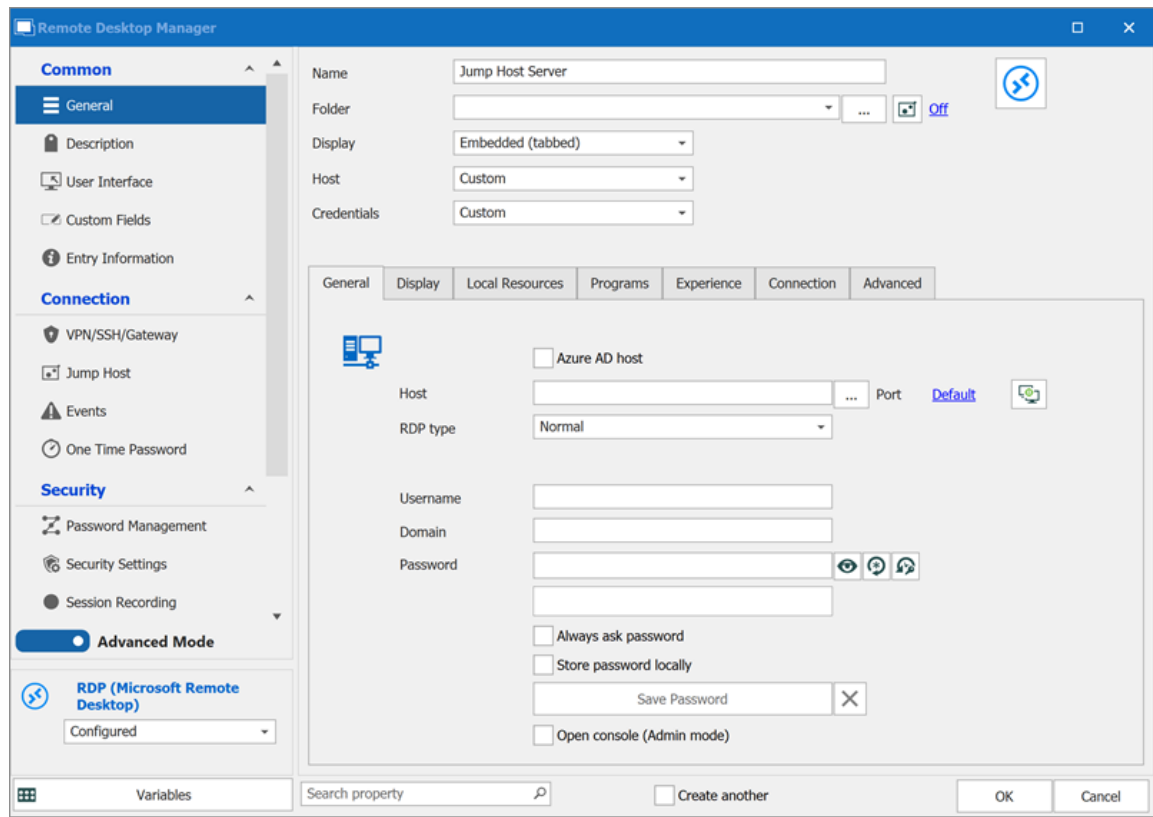 Remote Desktop Manager
Common
General
Description
User Interface
Custom Fields
Entry Information
Connection
VPN/SSH/Gateway
Jump Host
Events
One Time Password
Security
Password Management
Security Settings
Session Recording
Advanced Mode
RDP (Microsoft Remote
Desktop)
Configured
Variables
Name Jump Host Server
Folder ... Off
Display Embedded (tabbed)
Host Custom
Credentials Custom
General Display Local Resources Programs Experience Connection Advanced
Azure AD host
Host ... Port Default
RDP type Normal
Username
Domain
Password
Always ask password
Store password locally
Save Password
Open console (Admin mode)
Search property Create another OK Cancel